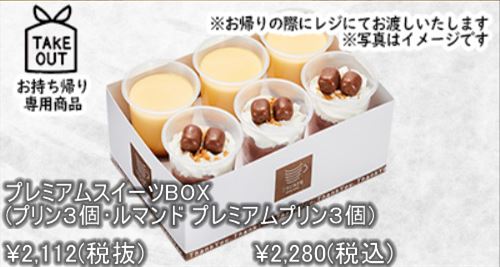 TAKE
OUT
お持ち帰り
専用商品
※お帰りの際にレジにてお渡しいたします
※写真はイメージです
プレミアムスイーツBOX
(プリン3個・ルマンド プレミアムプリン3個)
¥2,112(税抜)
¥2,280(税込)